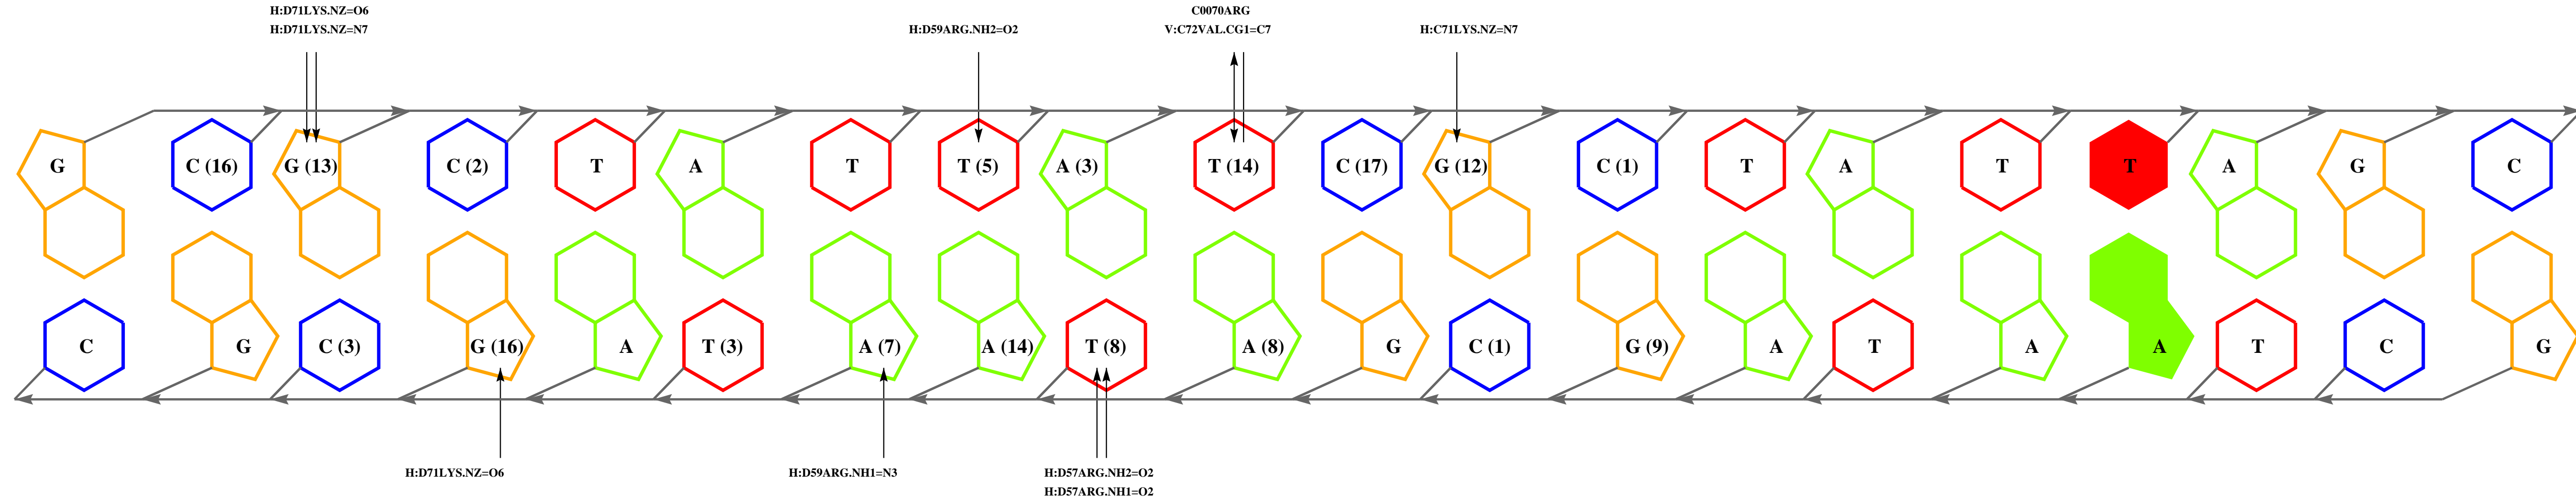 H:D71LYS.NZ=O6 C0070ARG
H:D71LYS.NZ=N7 H:D59ARG.NH2=O2 V:C72VAL.CG1=C7 H:C71LYS.NZ=N7
G C (16) G (13) C (2) T A T T (5) A (3) T (14) C (17) G (12) C (1) T A T T A G C
C G C (3) G (16) A T (3) A (7) A (14) T (8) A (8) G C (1) G (9) A T A A T C G
H:D71LYS.NZ=O6 H:D59ARG.NH1=N3 H:D57ARG.NH2=O2
H:D57ARG.NH1=O2